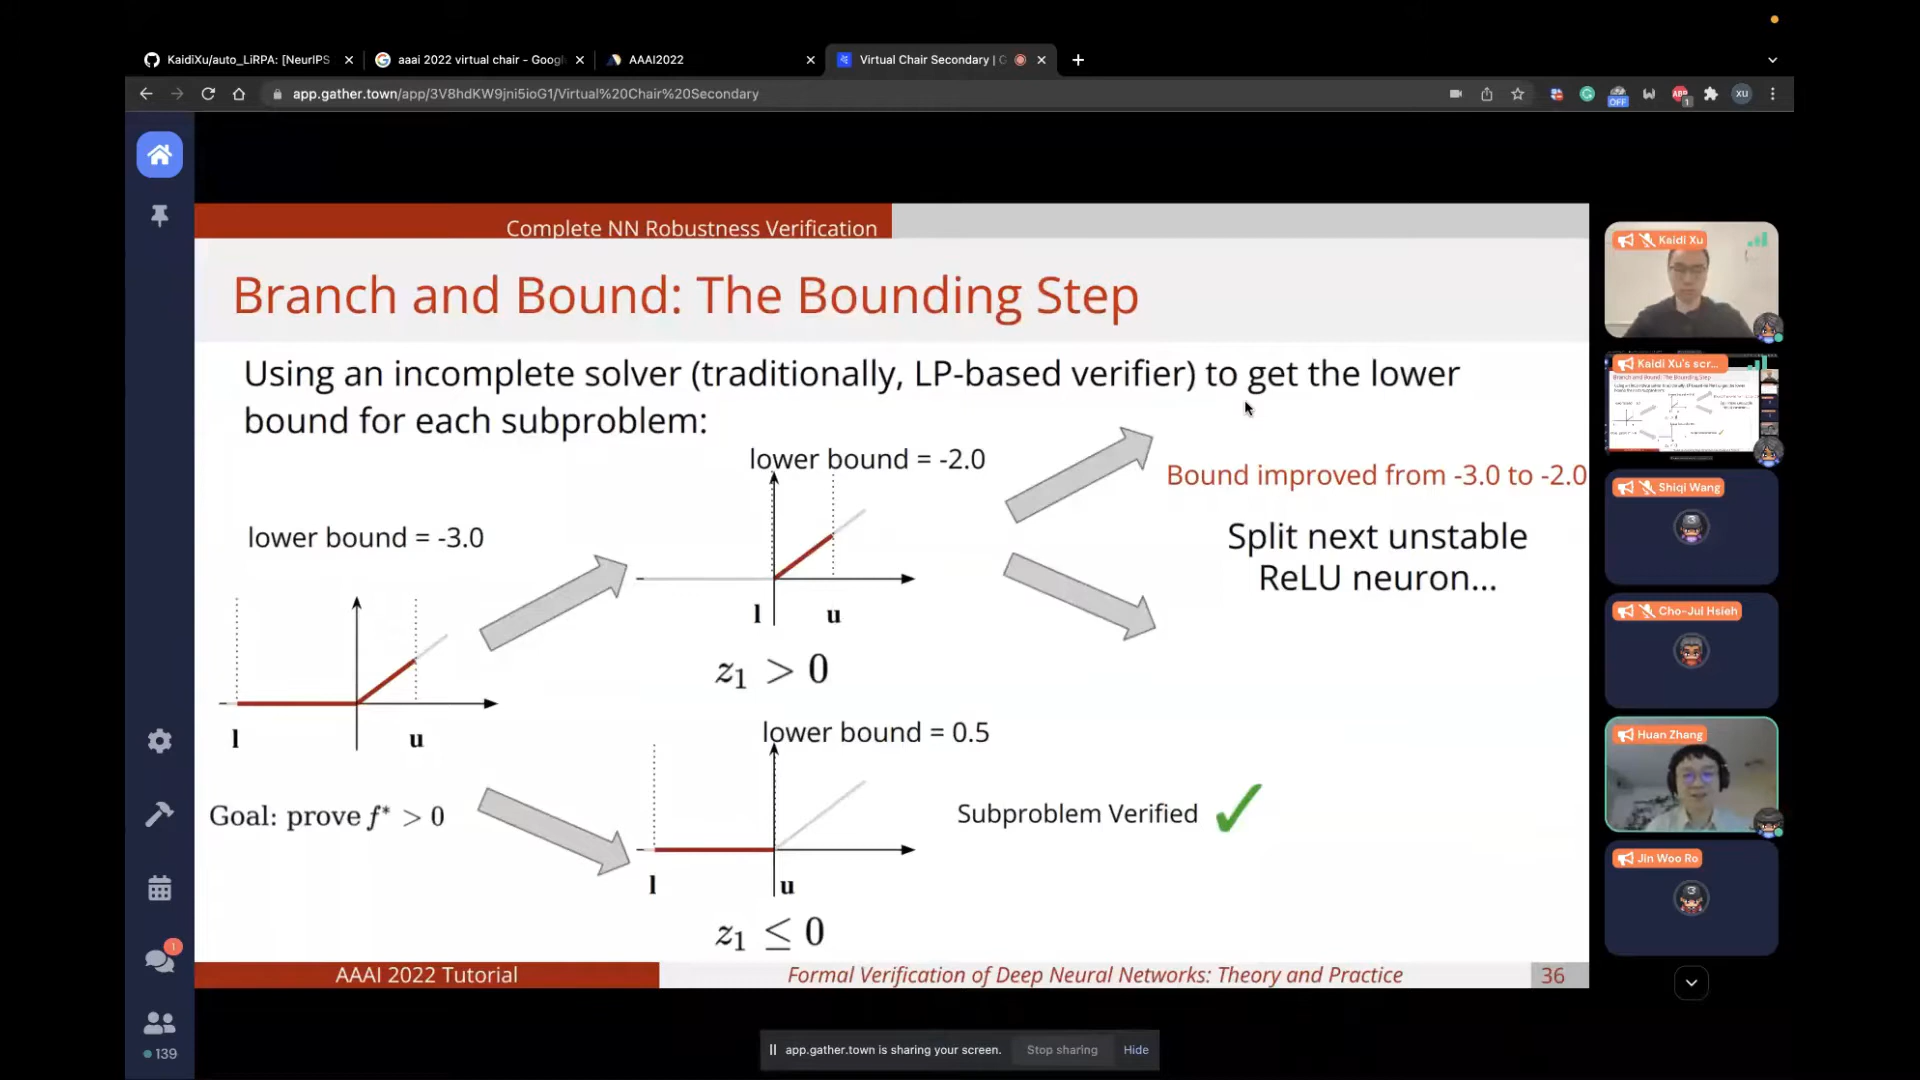 KaidiXu/auto_LiRPA: [NeurIPS
aaai 2022 virtual chair - Google
AAAI2022
Virtual Chair Secondary | G
app.gather.town/app/3V8hdKW9jni5ioG1/Virtual%20Chair%20Secondary
OFF
ABP
1
XU
Complete NN Robustness Verification
Branch and Bound: The Bounding Step
Using an incomplete solver (traditionally, LP-based verifier) to get the lower
bound for each subproblem:
lower bound = -2.0
Bound improved from -3.0 to -2.0
lower bound = -3.0
Split next unstable
ReLU neuron...
l u
z₁ > 0
l u
lower bound = 0.5
Goal: prove f* > 0
Subproblem Verified
l u
z₁ ≤ 0
AAAI 2022 Tutorial
Formal Verification of Deep Neural Networks: Theory and Practice
36
Kaidi Xu
Kaidi Xu's scr...
Shiqi Wang
Cho-Jui Hsieh
Huan Zhang
Jin Woo Ro
1
139
app.gather.town is sharing your screen.
Stop sharing
Hide